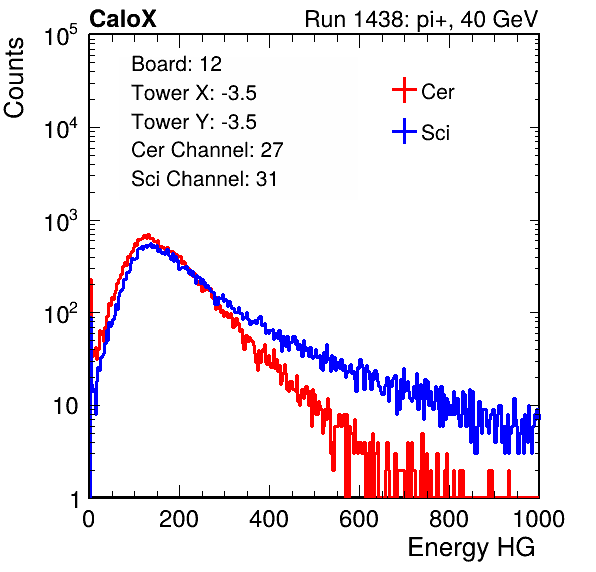 CaloX Run 1438: pi+, 40 GeV
Counts
10^5
10^4
10^3
10^2
10
1
Board: 12
Tower X: -3.5
Tower Y: -3.5
Cer Channel: 27
Sci Channel: 31
Cer
Sci
0 200 400 600 800 1000
Energy HG